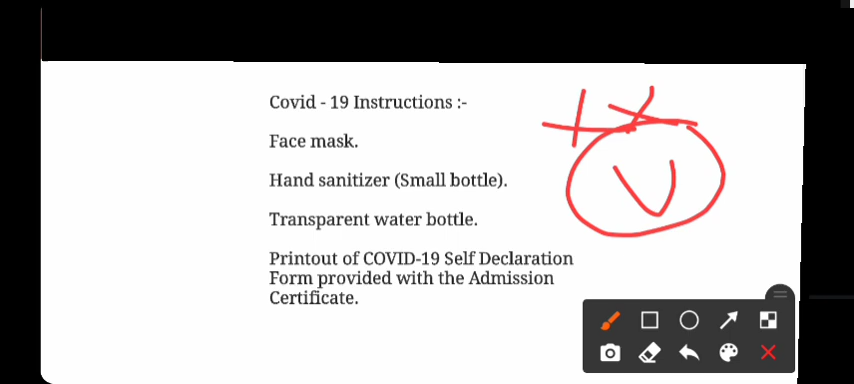 Covid - 19 Instructions :-
Face mask.
Hand sanitizer (Small bottle).
Transparent water bottle.
Printout of COVID-19 Self Declaration
Form provided with the Admission
Certificate.